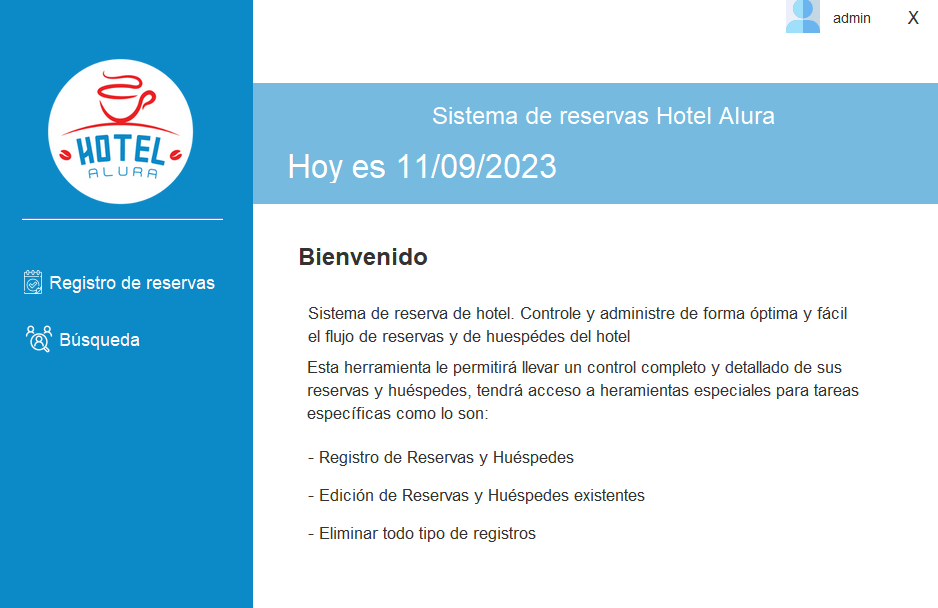 admin X
HOTEL
ALURA
Sistema de reservas Hotel Alura
Hoy es 11/09/2023
Registro de reservas
Búsqueda
Bienvenido
Sistema de reserva de hotel. Controle y administre de forma óptima y fácil
el flujo de reservas y de huespédes del hotel
Esta herramienta le permitirá llevar un control completo y detallado de sus
reservas y huéspedes, tendrá acceso a heramientas especiales para tareas
específicas como lo son:
- Registro de Reservas y Huéspedes
- Edición de Reservas y Huéspedes existentes
- Eliminar todo tipo de registros